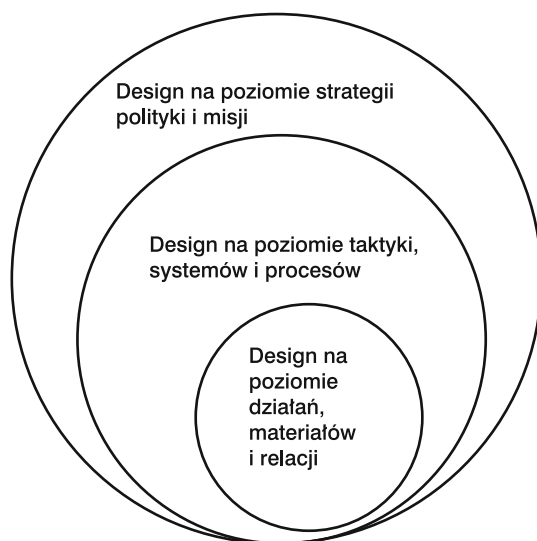 Design na poziomie strategii
polityki i misji
Design na poziomie taktyki,
systemów i procesów
Design na
poziomie
działań,
materiałów
i relacji